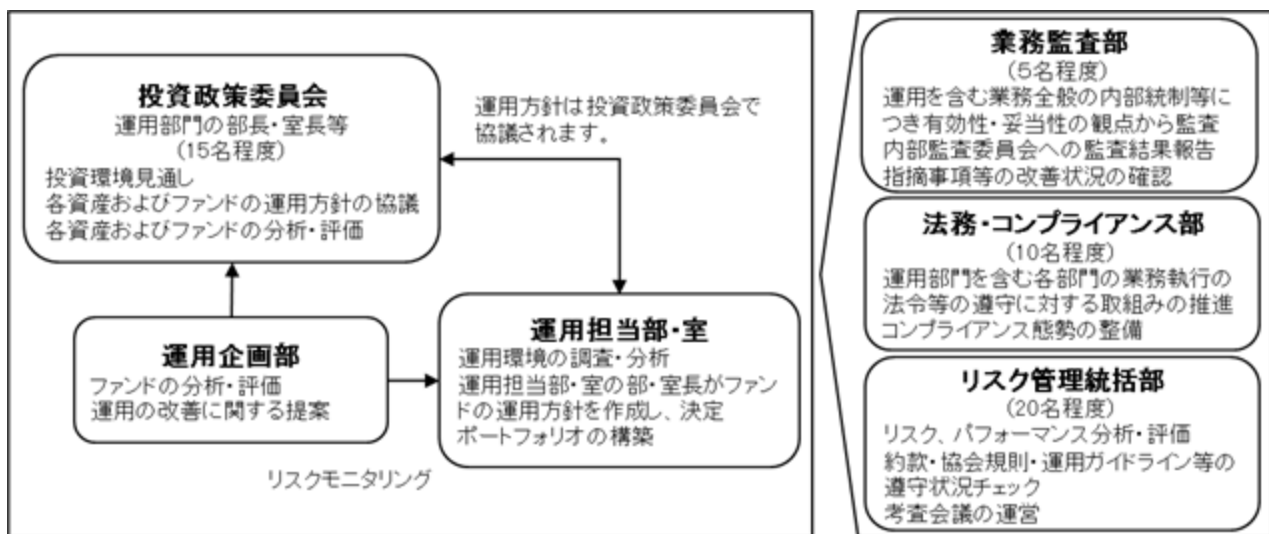 投資政策委員会
運用部門の部長・室長等
(15名程度)
投資環境見通し
各資産およびファンドの運用方針の協議
各資産およびファンドの分析・評価
運用方針は投資政策委員会で
協議されます。
運用企画部
ファンドの分析・評価
運用の改善に関する提案
運用担当部・室
運用環境の調査・分析
運用担当部・室の部・室長がファン
ドの運用方針を作成し、決定
ポートフォリオの構築
リスクモニタリング
業務監査部
(5名程度)
運用を含む業務全般の内部統制等に
つき有効性・妥当性の観点から監査
内部監査委員会への監査結果報告
指摘事項等の改善状況の確認
法務・コンプライアンス部
(10名程度)
運用部門を含む各部門の業務執行の
法令等の遵守に対する取組みの推進
コンプライアンス態勢の整備
リスク管理統括部
(20名程度)
リスク、パフォーマンス分析・評価
約款・協会規則・運用ガイドライン等の
遵守状況チェック
考査会議の運営